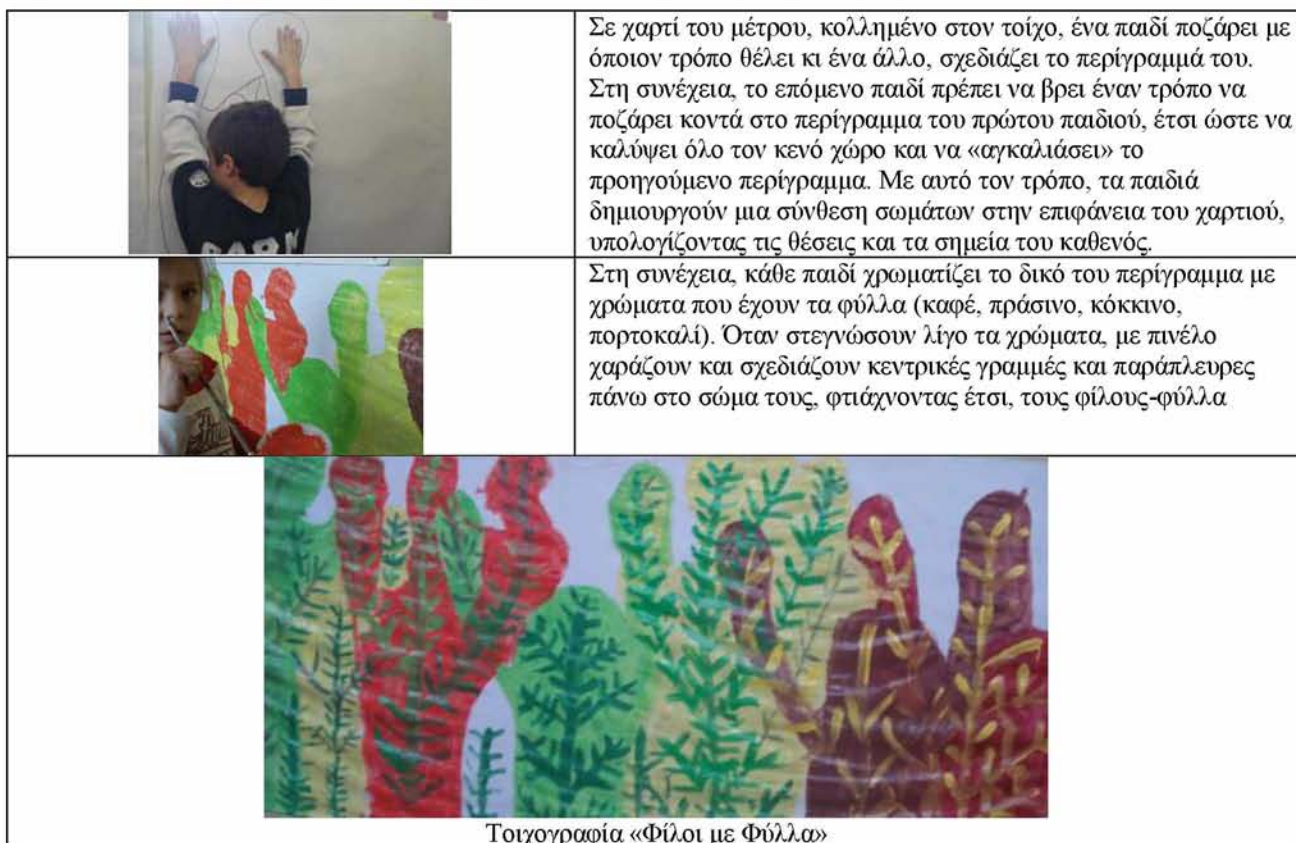 Σε χαρτί του μέτρου, κολλημένο στον τοίχο, ένα παιδί ποζάρει με
όποιον τρόπο θέλει κι ένα άλλο, σχεδιάζει το περίγραμμά του.
Στη συνέχεια, το επόμενο παιδί πρέπει να βρει έναν τρόπο να
ποζάρει κοντά στο περίγραμμα του πρώτου παιδιού, έτσι ώστε να
καλύψει όλο τον κενό χώρο και να «αγκαλιάσει» το
προηγούμενο περίγραμμα. Με αυτό τον τρόπο, τα παιδιά
δημιουργούν μια σύνθεση σωμάτων στην επιφάνεια του χαρτιού,
υπολογίζοντας τις θέσεις και τα σημεία του καθενός.
Στη συνέχεια, κάθε παιδί χρωματίζει το δικό του περίγραμμα με
χρώματα που έχουν τα φύλλα (καφέ, πράσινο, κόκκινο,
πορτοκαλί). Όταν στεγνώσουν λίγο τα χρώματα, με πινέλο
χαράζουν και σχεδιάζουν κεντρικές γραμμές και παράπλευρες
πάνω στο σώμα τους, φτιάχνοντας έτσι, τους φίλους-φύλλα
Τοιχογραφία «Φίλοι με Φύλλα»